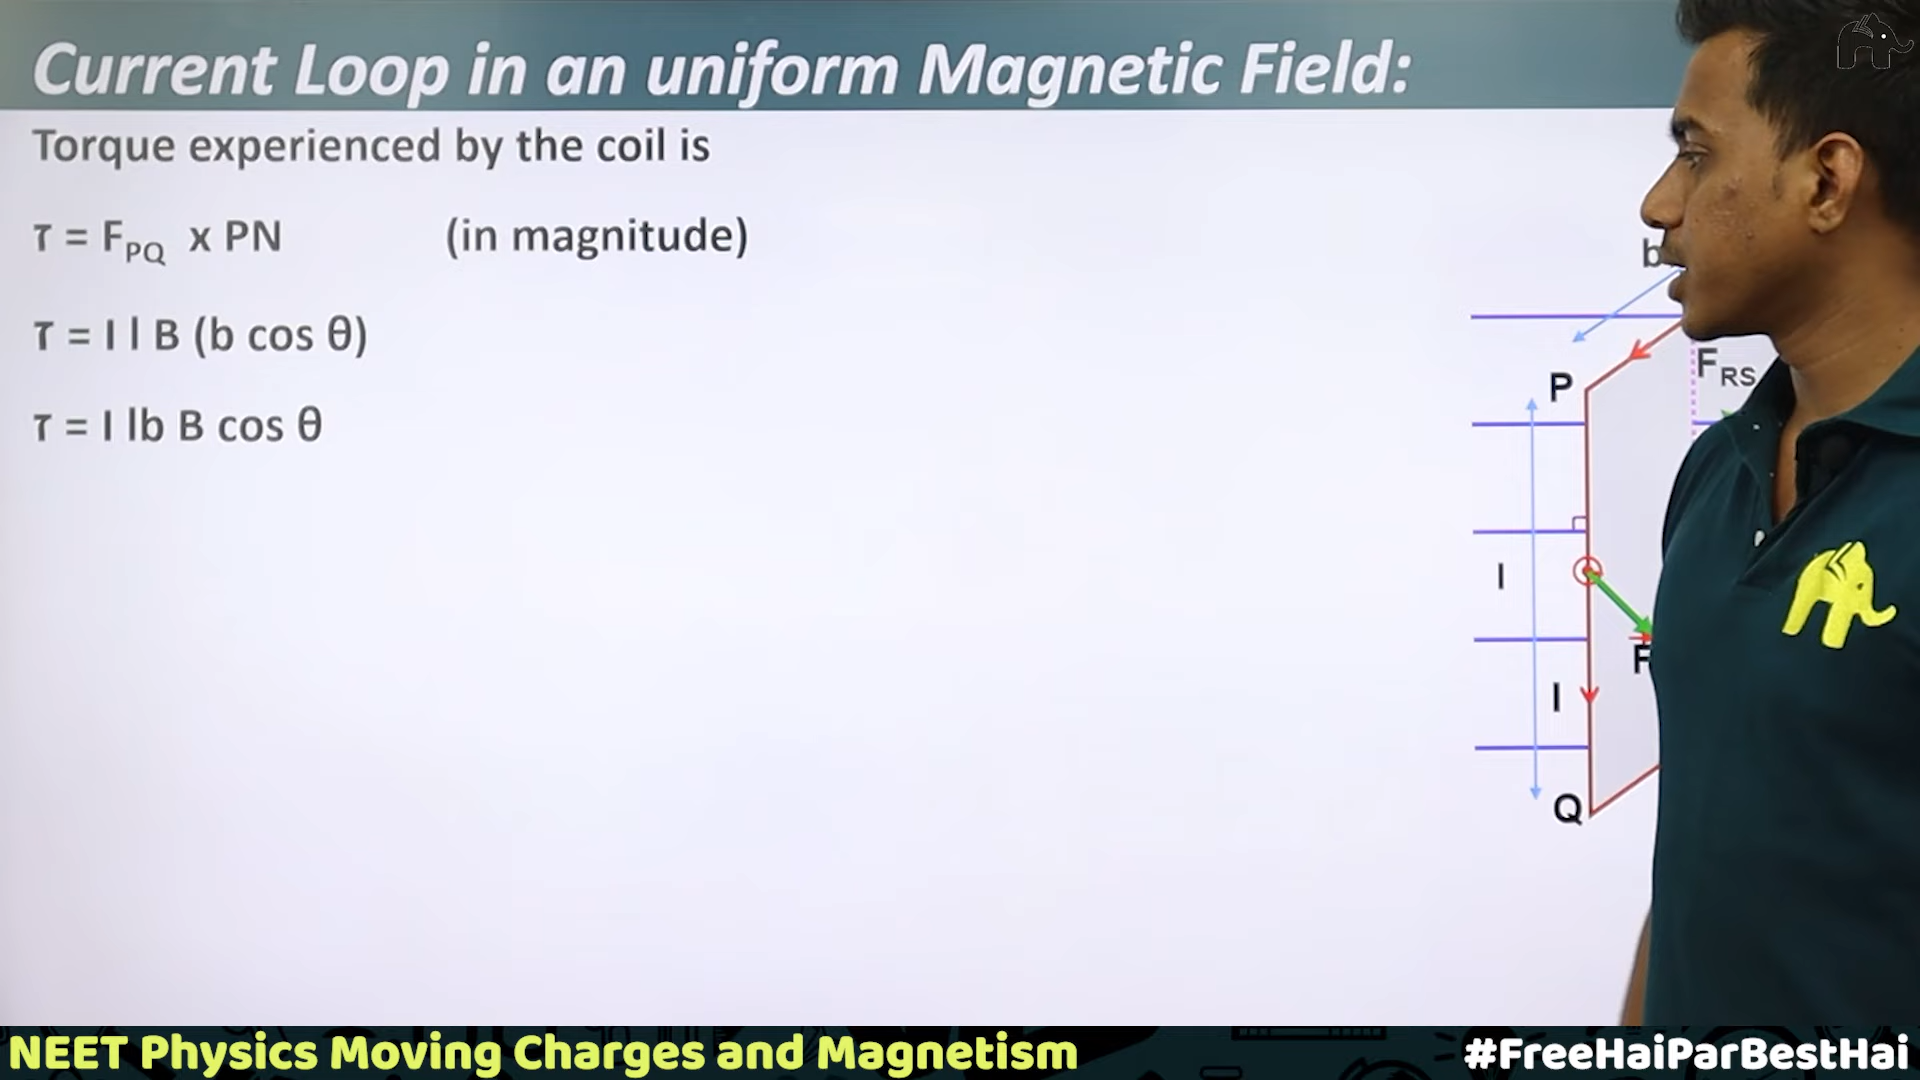 Current Loop in an uniform Magnetic Field:
Torque experienced by the coil is
τ = F_PQ x PN (in magnitude)
τ = I l B (b cos θ)
τ = I lb B cos θ
b
F_RS
P
l
F
I
Q
NEET Physics Moving Charges and Magnetism
#FreeHaiParBestHai